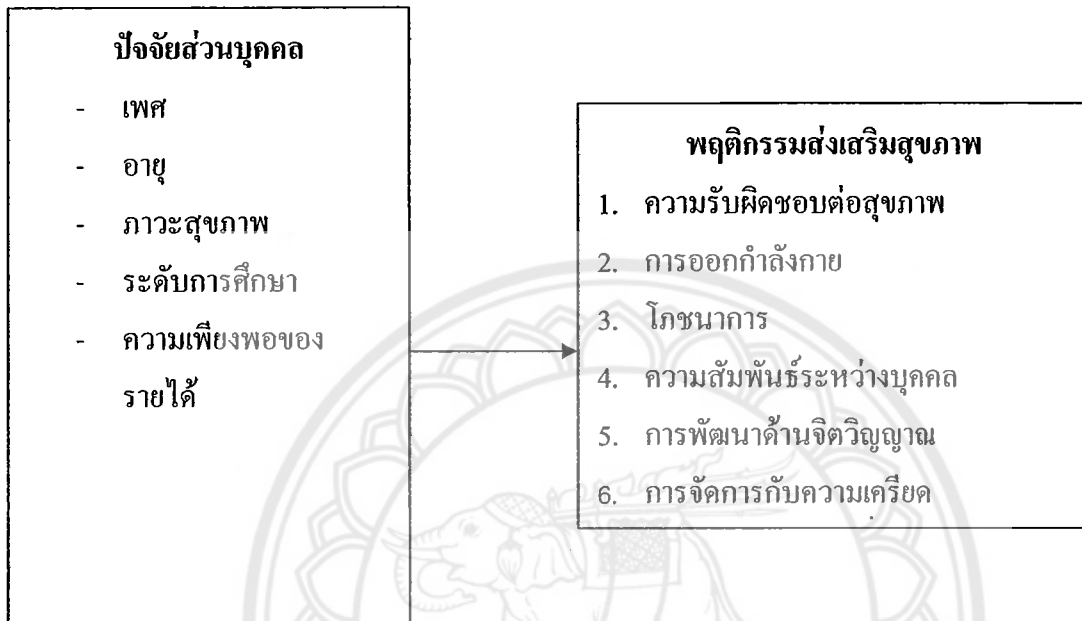 ปัจจัยส่วนบุคคล
- เพศ
- อายุ
- ภาวะสุขภาพ
- ระดับการศึกษา
- ความเพียงพอของ
รายได้
พฤติกรรมส่งเสริมสุขภาพ
1. ความรับผิดชอบต่อสุขภาพ
2. การออกกำลังกาย
3. โภชนาการ
4. ความสัมพันธ์ระหว่างบุคคล
5. การพัฒนาด้านจิตวิญญาณ
6. การจัดการกับความเครียด